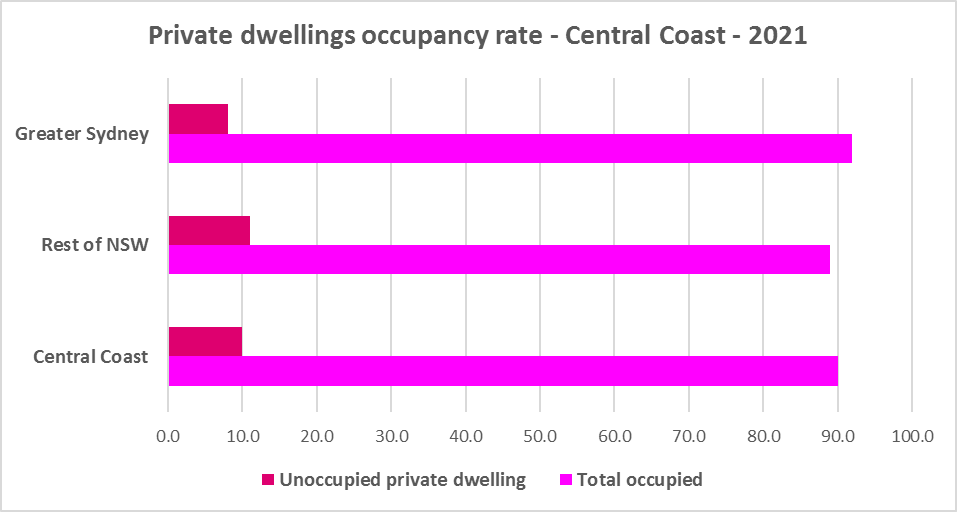 Private dwellings occupancy rate - Central Coast - 2021
Greater Sydney
Rest of NSW
Central Coast
0.0 10.0 20.0 30.0 40.0 50.0 60.0 70.0 80.0 90.0 100.0
Unoccupied private dwelling Total occupied